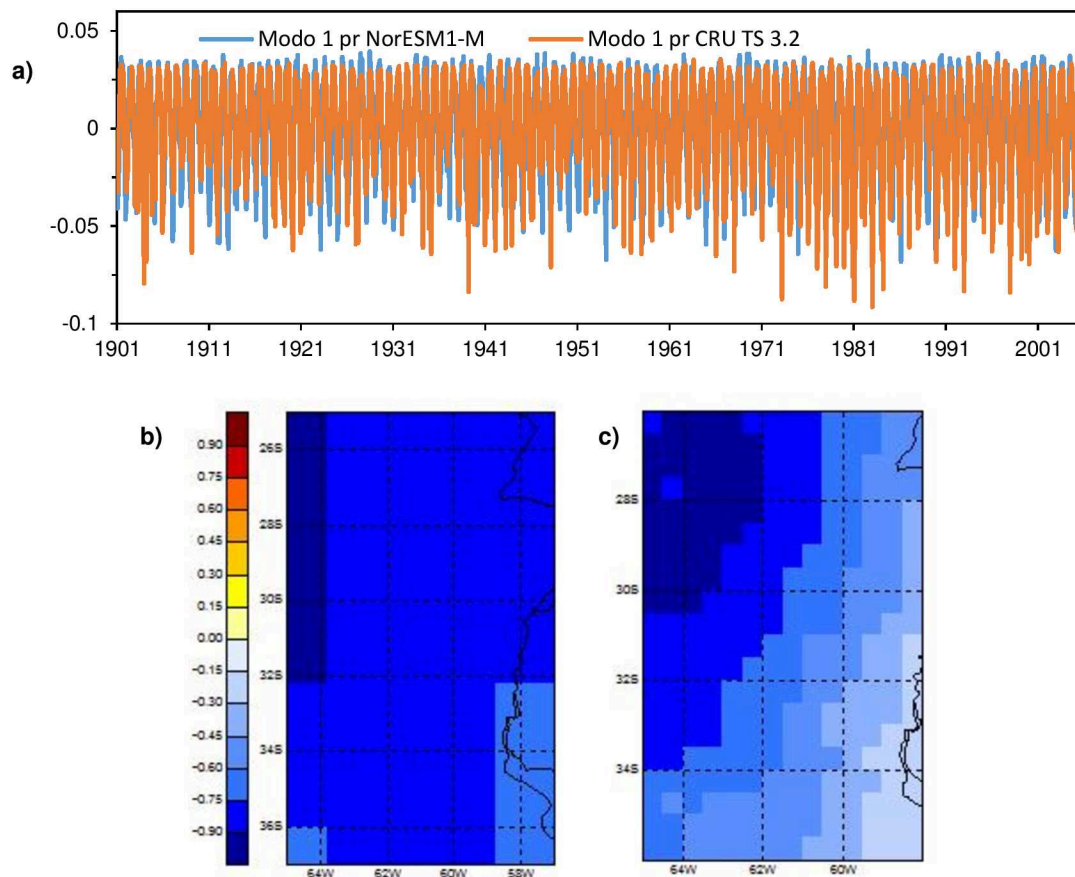 0.05
Modo 1 pr NorESM1-M
Modo 1 pr CRU TS 3.2
a)
0
-0.05
-0.1
1901 1911 1921 1931 1941 1951 1961 1971 1981 1991 2001
b)
0.90
0.75
0.60
0.45
0.30
0.15
0.00
-0.15
-0.30
-0.45
-0.60
-0.75
-0.90
26S
28S
30S
32S
34S
36S
64W 62W 60W 58W
c)
28S
30S
32S
34S
64W 62W 60W